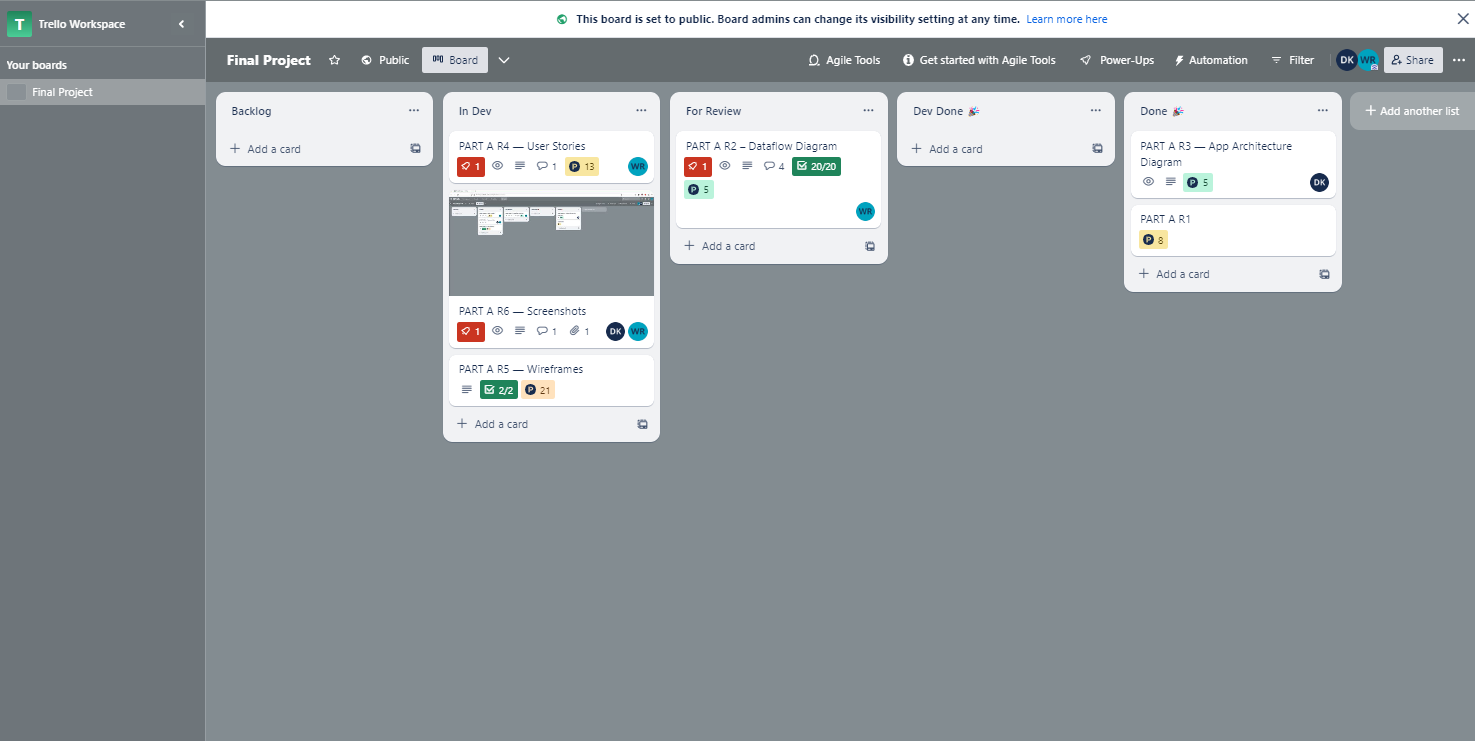 This board is set to public. Board admins can change its visibility setting at any time. Learn more here
T Trello Workspace
Your boards
Final Project
Final Project Public Board Agile Tools Get started with Agile Tools Power-Ups Automation Filter DK WR Share
Backlog
Add a card
In Dev
PART A R4 — User Stories
1 1 P 13 WR
PART A R6 — Screenshots
1 1 1 DK WR
PART A R5 — Wireframes
2/2 P 21
Add a card
For Review
PART A R2 – Dataflow Diagram
1 4 20/20
P 5
WR
Add a card
Dev Done 🎉
Add a card
Done 🎉
PART A R3 — App Architecture
Diagram
P 5 DK
PART A R1
P 8
Add a card
Add another list